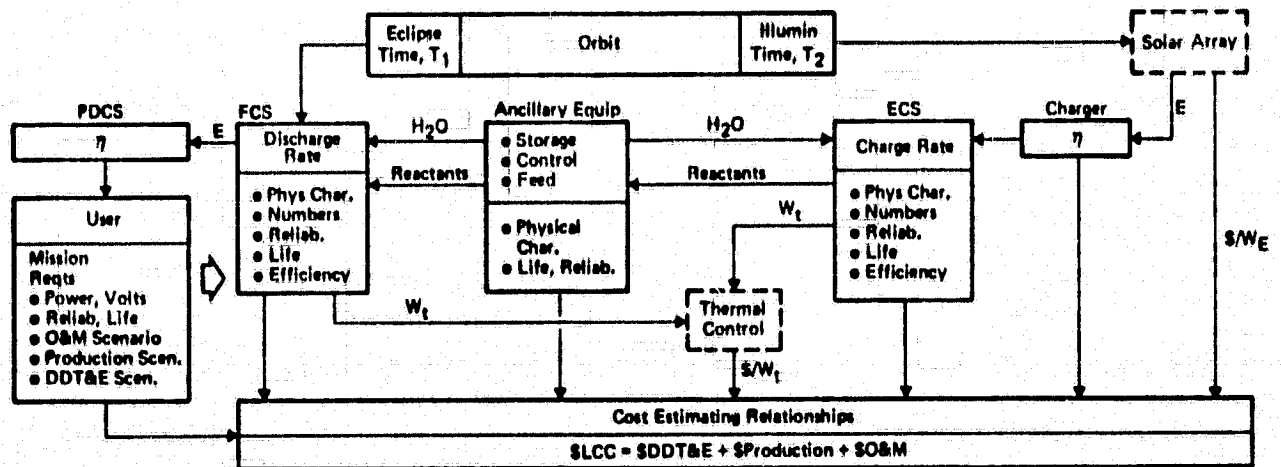 Eclipse
Time, T1
Orbit
Illumin
Time, T2
Solar Array
PDCS
η
E
FCS
Discharge
Rate
● Phys Char.
● Numbers
● Reliab.
● Life
● Efficiency
H2O
Reactants
Ancillary Equip
● Storage
● Control
● Feed
● Physical
Char.
● Life, Reliab.
H2O
Reactants
ECS
Charge Rate
● Phys Char.
● Numbers
● Reliab.
● Life
● Efficiency
Charger
η
E
$/WE
User
Mission
Reqts
● Power, Volts
● Reliab, Life
● O&M Scenario
● Production Scen.
● DDT&E Scen.
Wt
Wt
Thermal
Control
$/Wt
Cost Estimating Relationships
$LCC = $DDT&E + $Production + $O&M